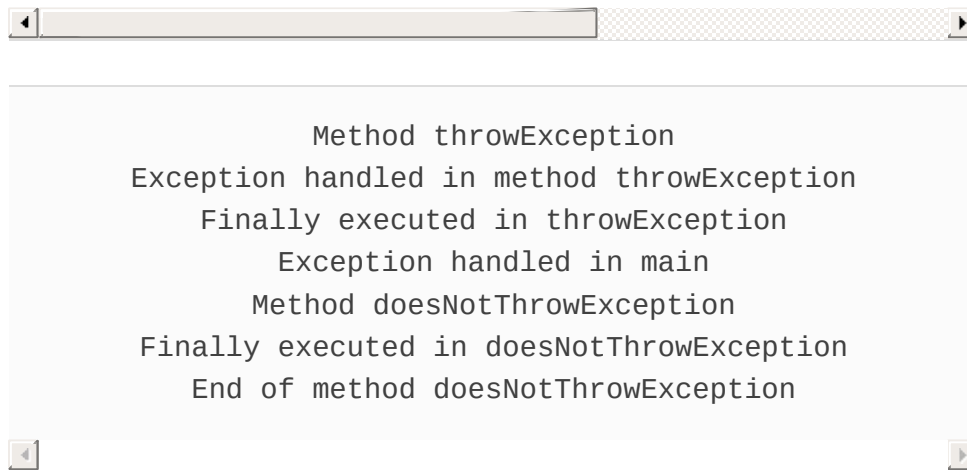 Method throwException
Exception handled in method throwException
Finally executed in throwException
Exception handled in main
Method doesNotThrowException
Finally executed in doesNotThrowException
End of method doesNotThrowException